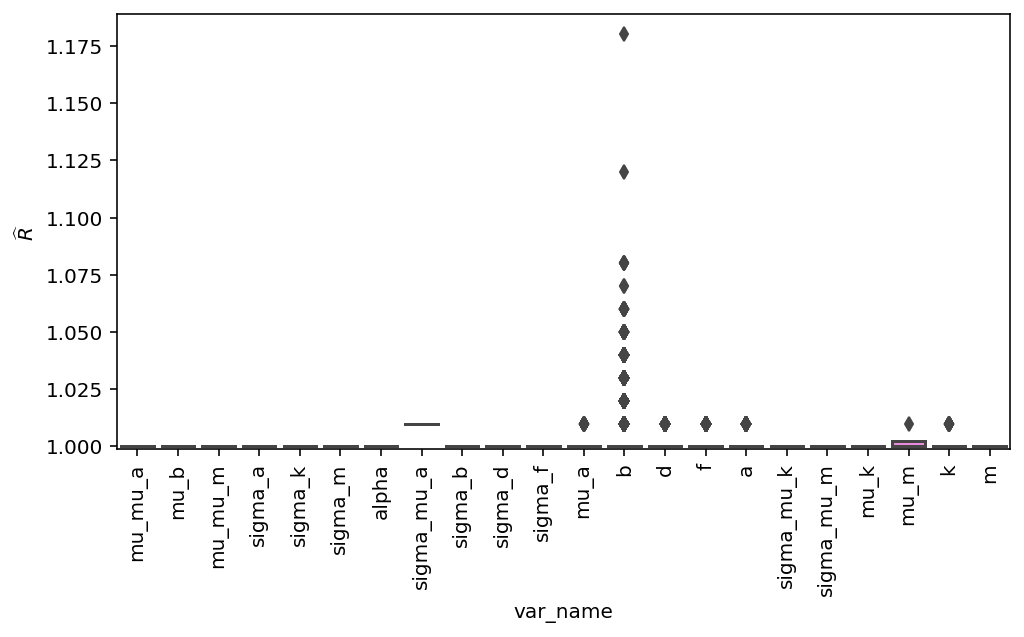 1.175
1.150
1.125
1.100
1.075
1.050
1.025
1.000
R̂
mu_mu_a
mu_b
mu_mu_m
sigma_a
sigma_k
sigma_m
alpha
sigma_mu_a
sigma_b
sigma_d
sigma_f
mu_a
b
d
f
a
sigma_mu_k
sigma_mu_m
mu_k
mu_m
k
m
var_name